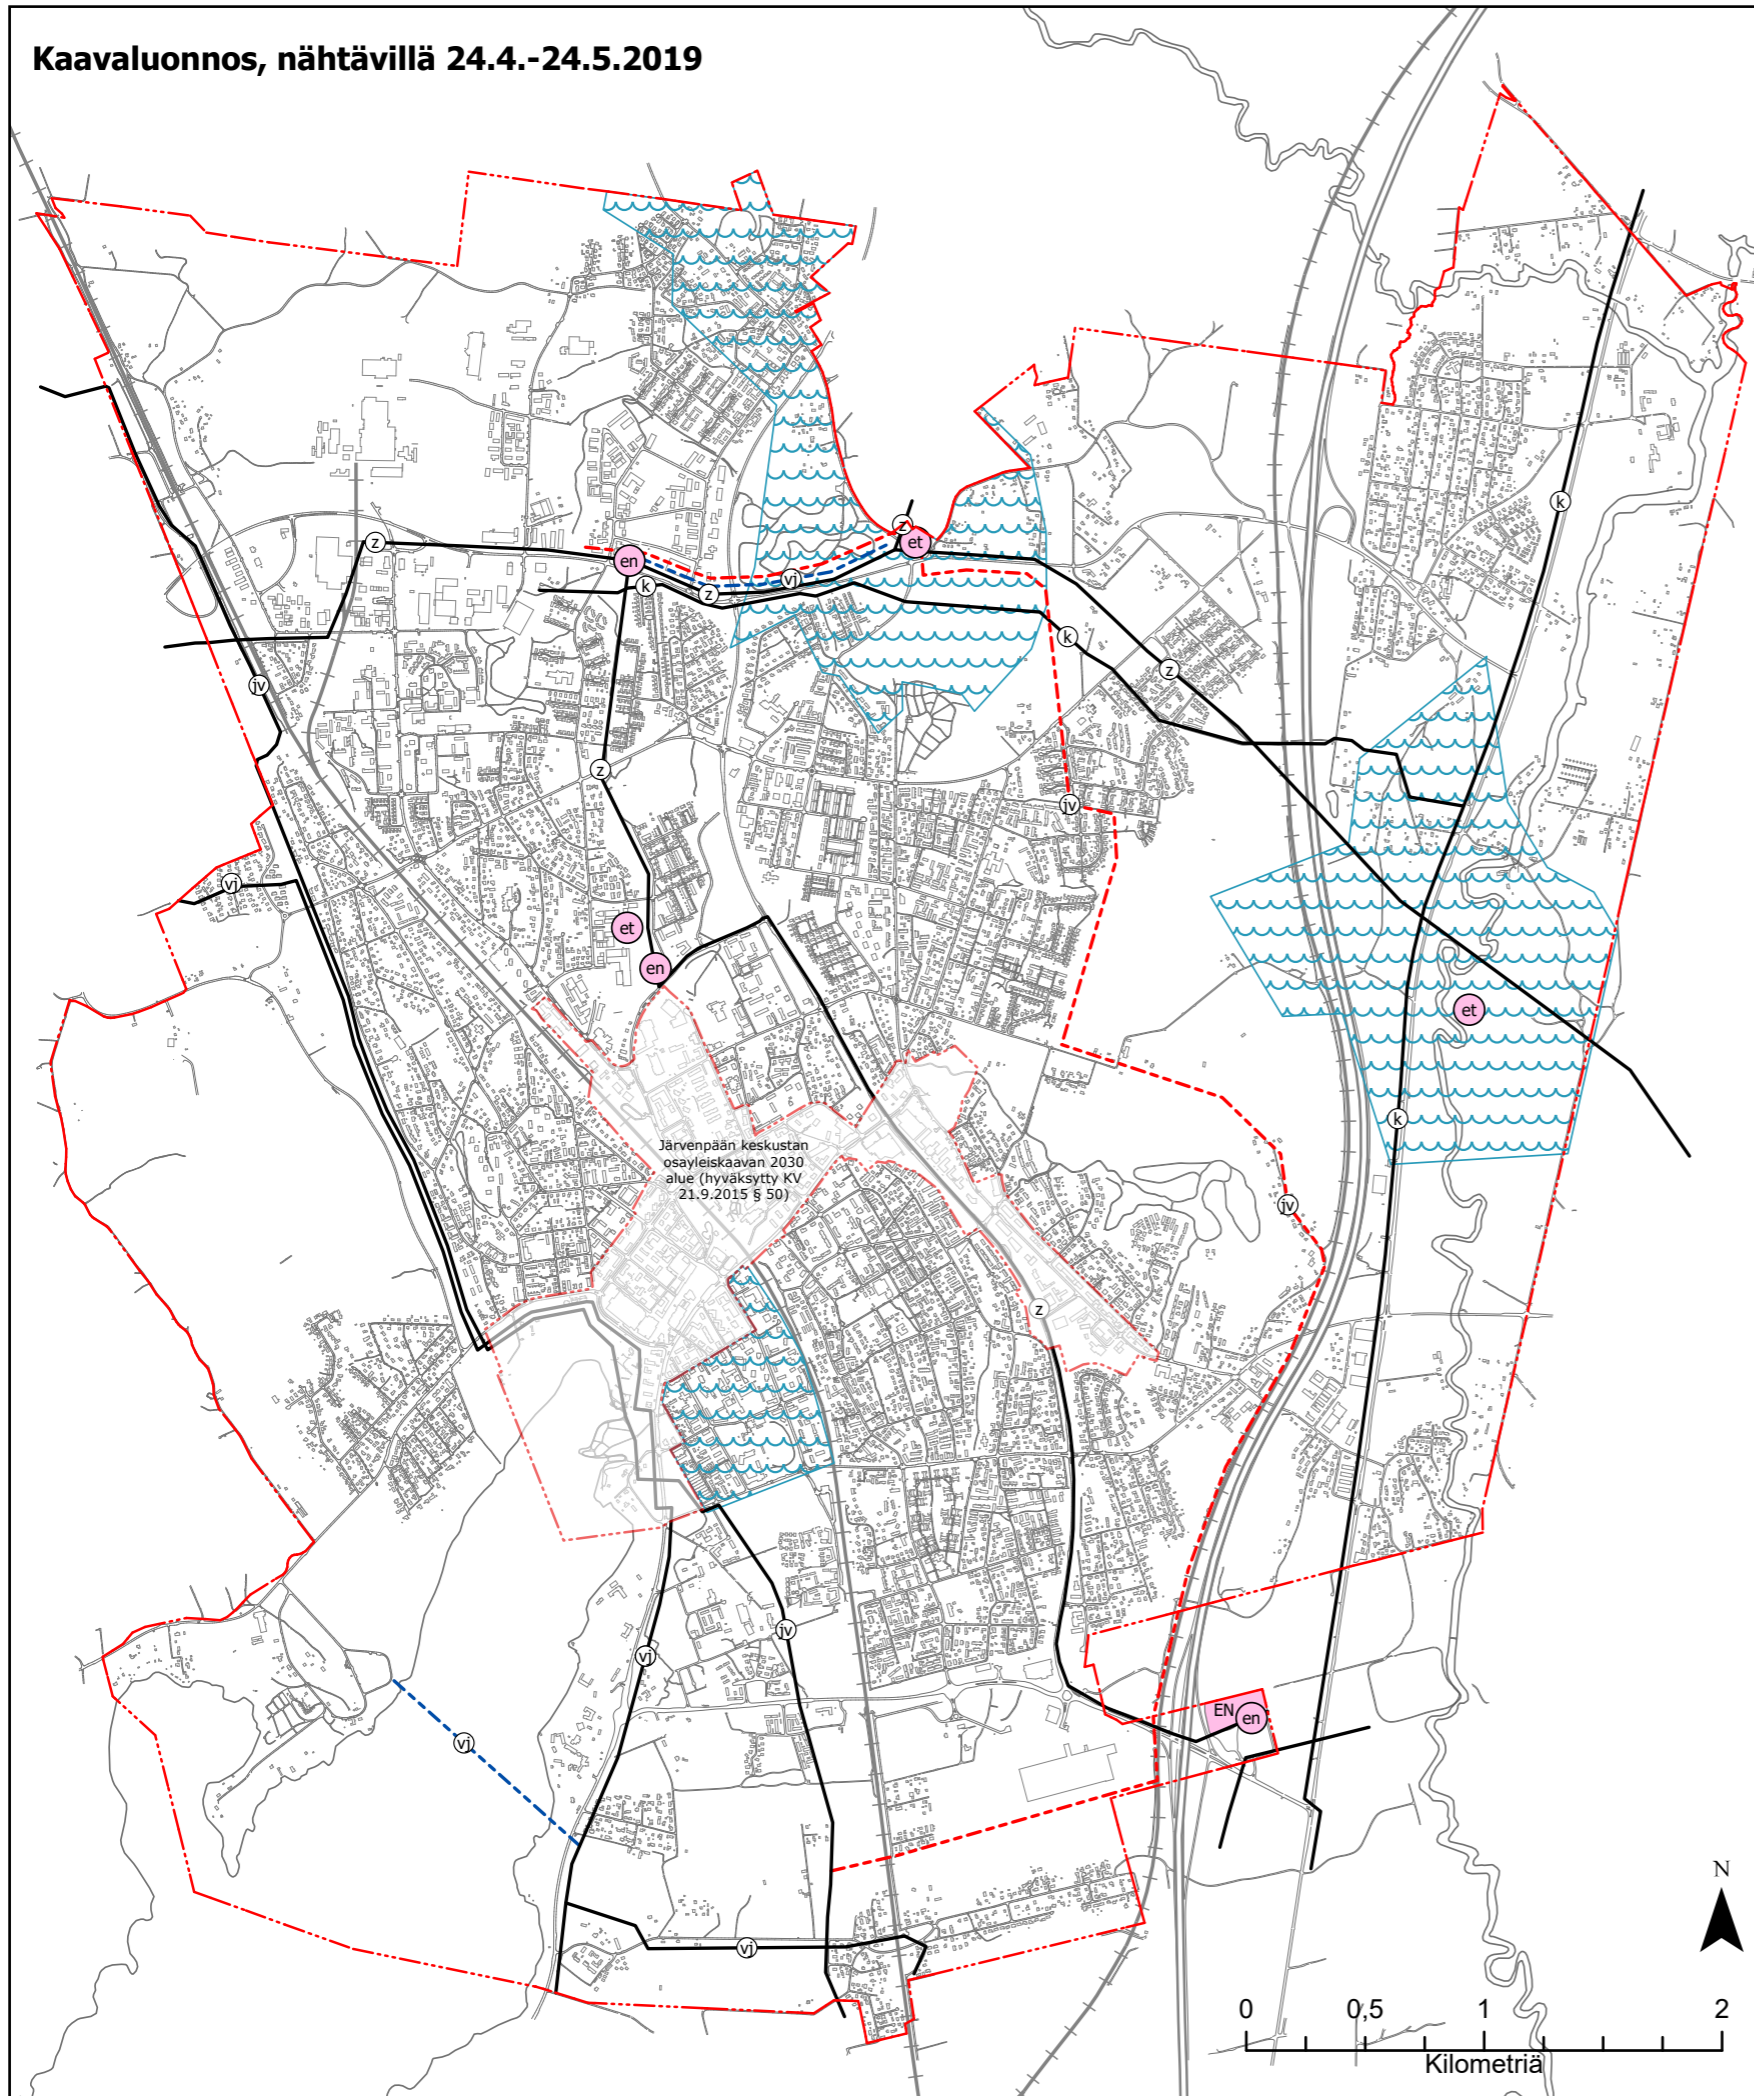 Kaavaluonnos, nähtävillä 24.4.-24.5.2019
z
et
k
en
vj
k
z
z
k
z
jv
z
jv
vj
et
en
et
k
Järvenpään keskustan
osayleiskaavan 2030
alue (hyväksytty KV
21.9.2015 § 50)
jv
z
jv
vj
EN
en
vj
vj
N
0 0,5 1 2
Kilometriä